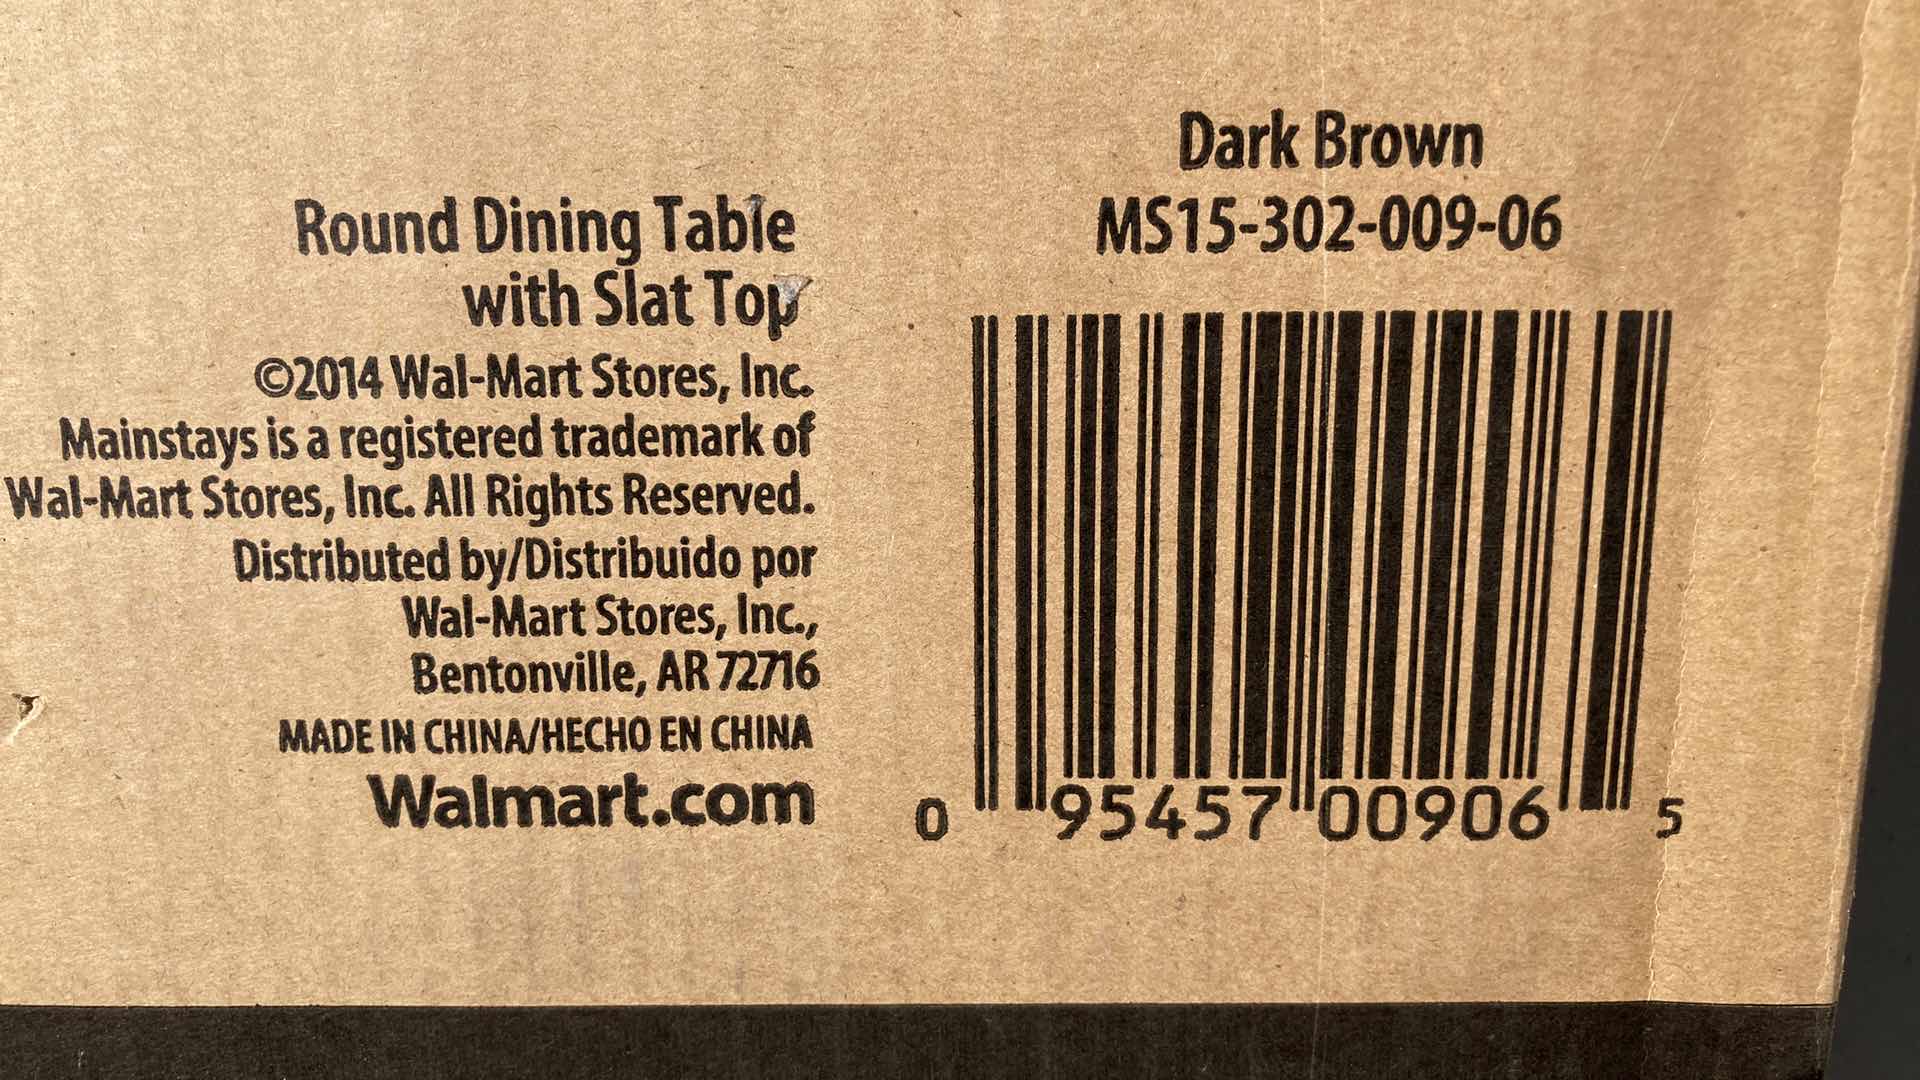 Round Dining Table
with Slat Top
©2014 Wal-Mart Stores, Inc.
Mainstays is a registered trademark of
Wal-Mart Stores, Inc. All Rights Reserved.
Distributed by/Distribuido por
Wal-Mart Stores, Inc.,
Bentonville, AR 72716
MADE IN CHINA/HECHO EN CHINA
Walmart.com
Dark Brown
MS15-302-009-06
0 95457 00906 5